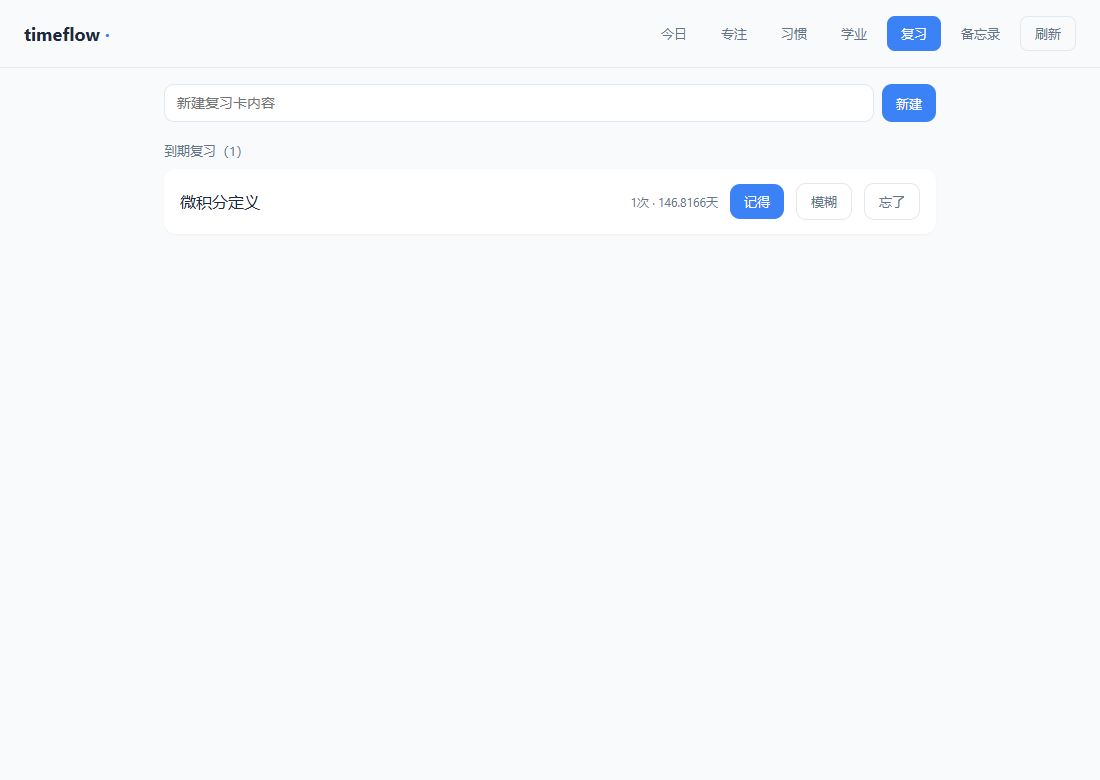 timeflow · 今日 专注 习惯 学业 复习 备忘录 刷新
新建复习卡内容 新建
到期复习（1）
微积分定义 1次 · 146.8166天 记得 模糊 忘了